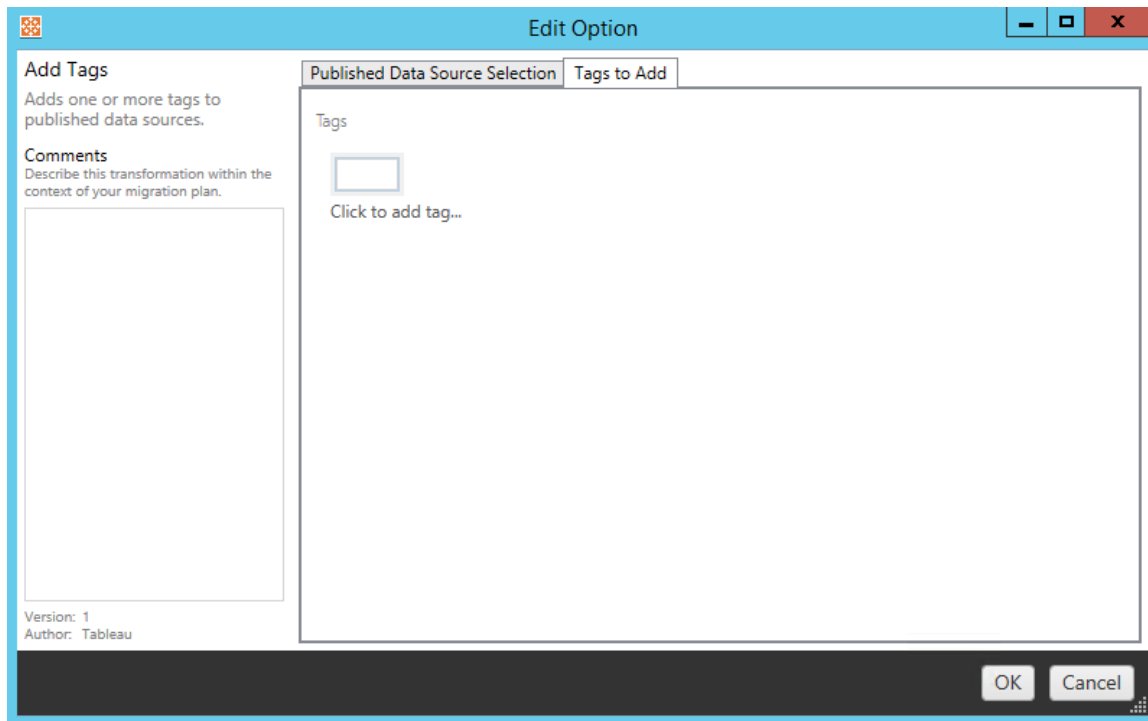 Edit Option
Add Tags
Adds one or more tags to
published data sources.
Comments
Describe this transformation within the
context of your migration plan.
Version: 1
Author: Tableau
Published Data Source Selection
Tags to Add
Tags
Click to add tag...
OK
Cancel